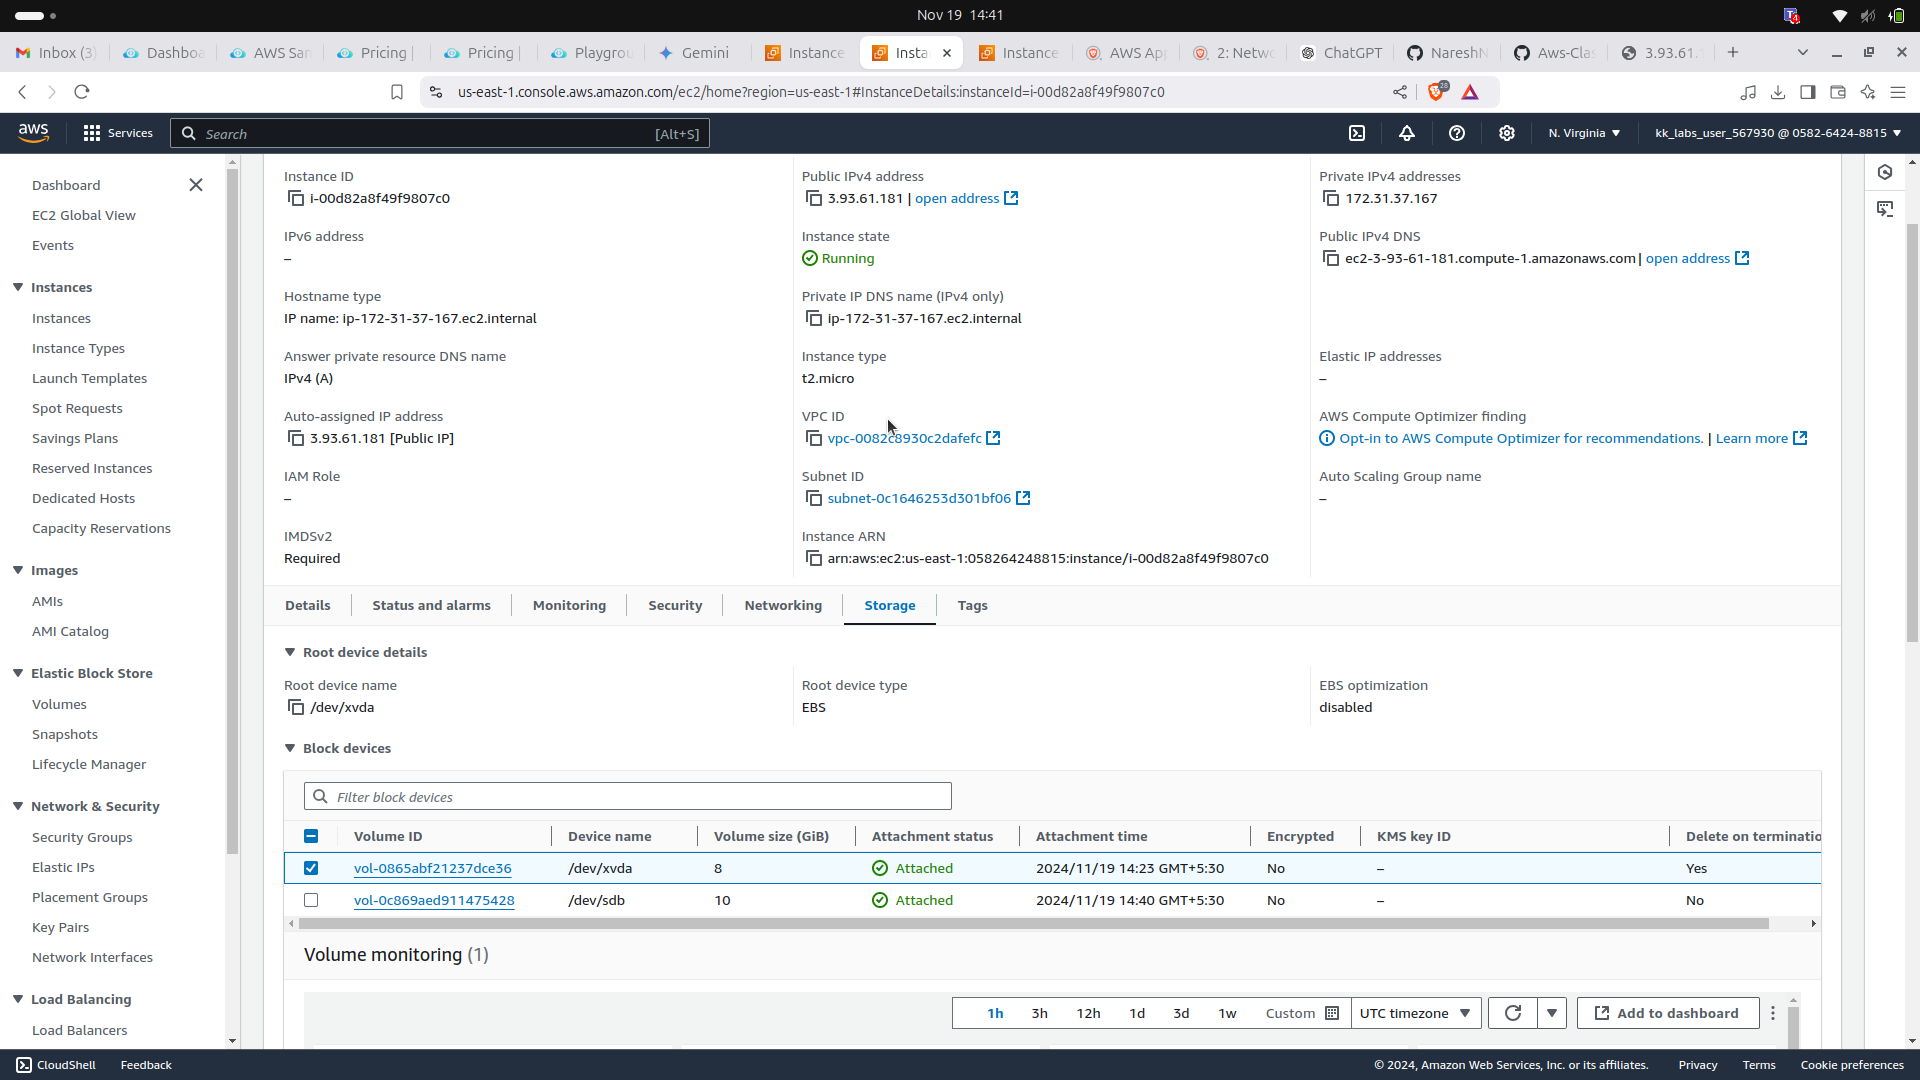 Nov 19 14:41
Inbox (3)
Dashboa
AWS San
Pricing |
Pricing |
Playgrou
Gemini
Instance
Insta
Instance
AWS App
2: Netwo
ChatGPT
NareshN
Aws-Clas
3.93.61.
us-east-1.console.aws.amazon.com/ec2/home?region=us-east-1#InstanceDetails:instanceId=i-00d82a8f49f9807c0
28
aws
Services
Search
[Alt+S]
N. Virginia
kk_labs_user_567930 @ 0582-6424-8815
Dashboard
EC2 Global View
Events
Instances
Instances
Instance Types
Launch Templates
Spot Requests
Savings Plans
Reserved Instances
Dedicated Hosts
Capacity Reservations
Images
AMIs
AMI Catalog
Elastic Block Store
Volumes
Snapshots
Lifecycle Manager
Network & Security
Security Groups
Elastic IPs
Placement Groups
Key Pairs
Network Interfaces
Load Balancing
Load Balancers
Instance ID
i-00d82a8f49f9807c0
Public IPv4 address
3.93.61.181 | open address
Private IPv4 addresses
172.31.37.167
IPv6 address
–
Instance state
Running
Public IPv4 DNS
ec2-3-93-61-181.compute-1.amazonaws.com | open address
Hostname type
IP name: ip-172-31-37-167.ec2.internal
Private IP DNS name (IPv4 only)
ip-172-31-37-167.ec2.internal
Answer private resource DNS name
IPv4 (A)
Instance type
t2.micro
Elastic IP addresses
–
Auto-assigned IP address
3.93.61.181 [Public IP]
VPC ID
vpc-0082c8930c2dafefc
AWS Compute Optimizer finding
Opt-in to AWS Compute Optimizer for recommendations. | Learn more
IAM Role
–
Subnet ID
subnet-0c1646253d301bf06
Auto Scaling Group name
–
IMDSv2
Required
Instance ARN
arn:aws:ec2:us-east-1:058264248815:instance/i-00d82a8f49f9807c0
Details
Status and alarms
Monitoring
Security
Networking
Storage
Tags
Root device details
Root device name
/dev/xvda
Root device type
EBS
EBS optimization
disabled
Block devices
Filter block devices
Volume ID
Device name
Volume size (GiB)
Attachment status
Attachment time
Encrypted
KMS key ID
Delete on terminatio
vol-0865abf21237dce36
/dev/xvda
8
Attached
2024/11/19 14:23 GMT+5:30
No
–
Yes
vol-0c869aed911475428
/dev/sdb
10
Attached
2024/11/19 14:40 GMT+5:30
No
–
No
Volume monitoring (1)
1h
3h
12h
1d
3d
1w
Custom
UTC timezone
Add to dashboard
CloudShell
Feedback
© 2024, Amazon Web Services, Inc. or its affiliates.
Privacy
Terms
Cookie preferences